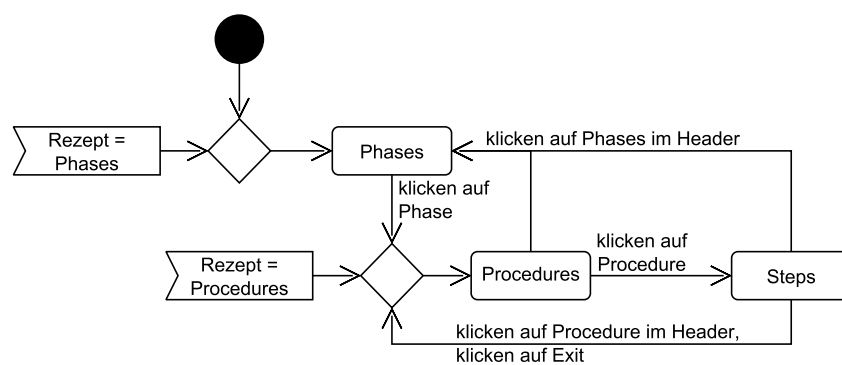 Rezept =
Phases
Phases
klicken auf Phases im Header
klicken auf
Phase
Rezept =
Procedures
Procedures
klicken auf
Procedure
Steps
klicken auf Procedure im Header,
klicken auf Exit